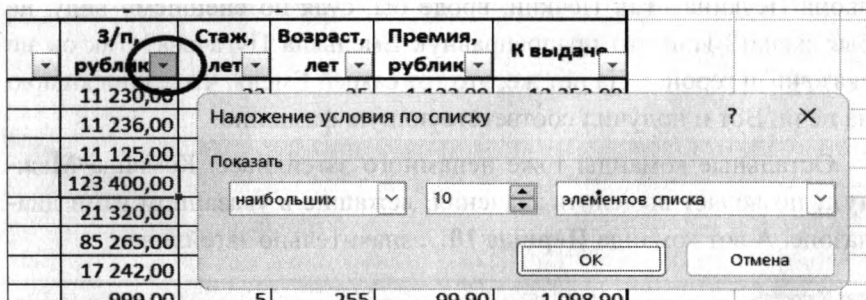 З/п, рублик
Стаж, лет
Возраст, лет
Премия, рублик
К выдаче
11 230,00
11 236,00
11 125,00
123 400,00
21 320,00
85 265,00
17 242,00
999,00 5 255 99,90 1 098,90
Наложение условия по списку ? ×
Показать
наибольших 10 элементов списка
ОК Отмена